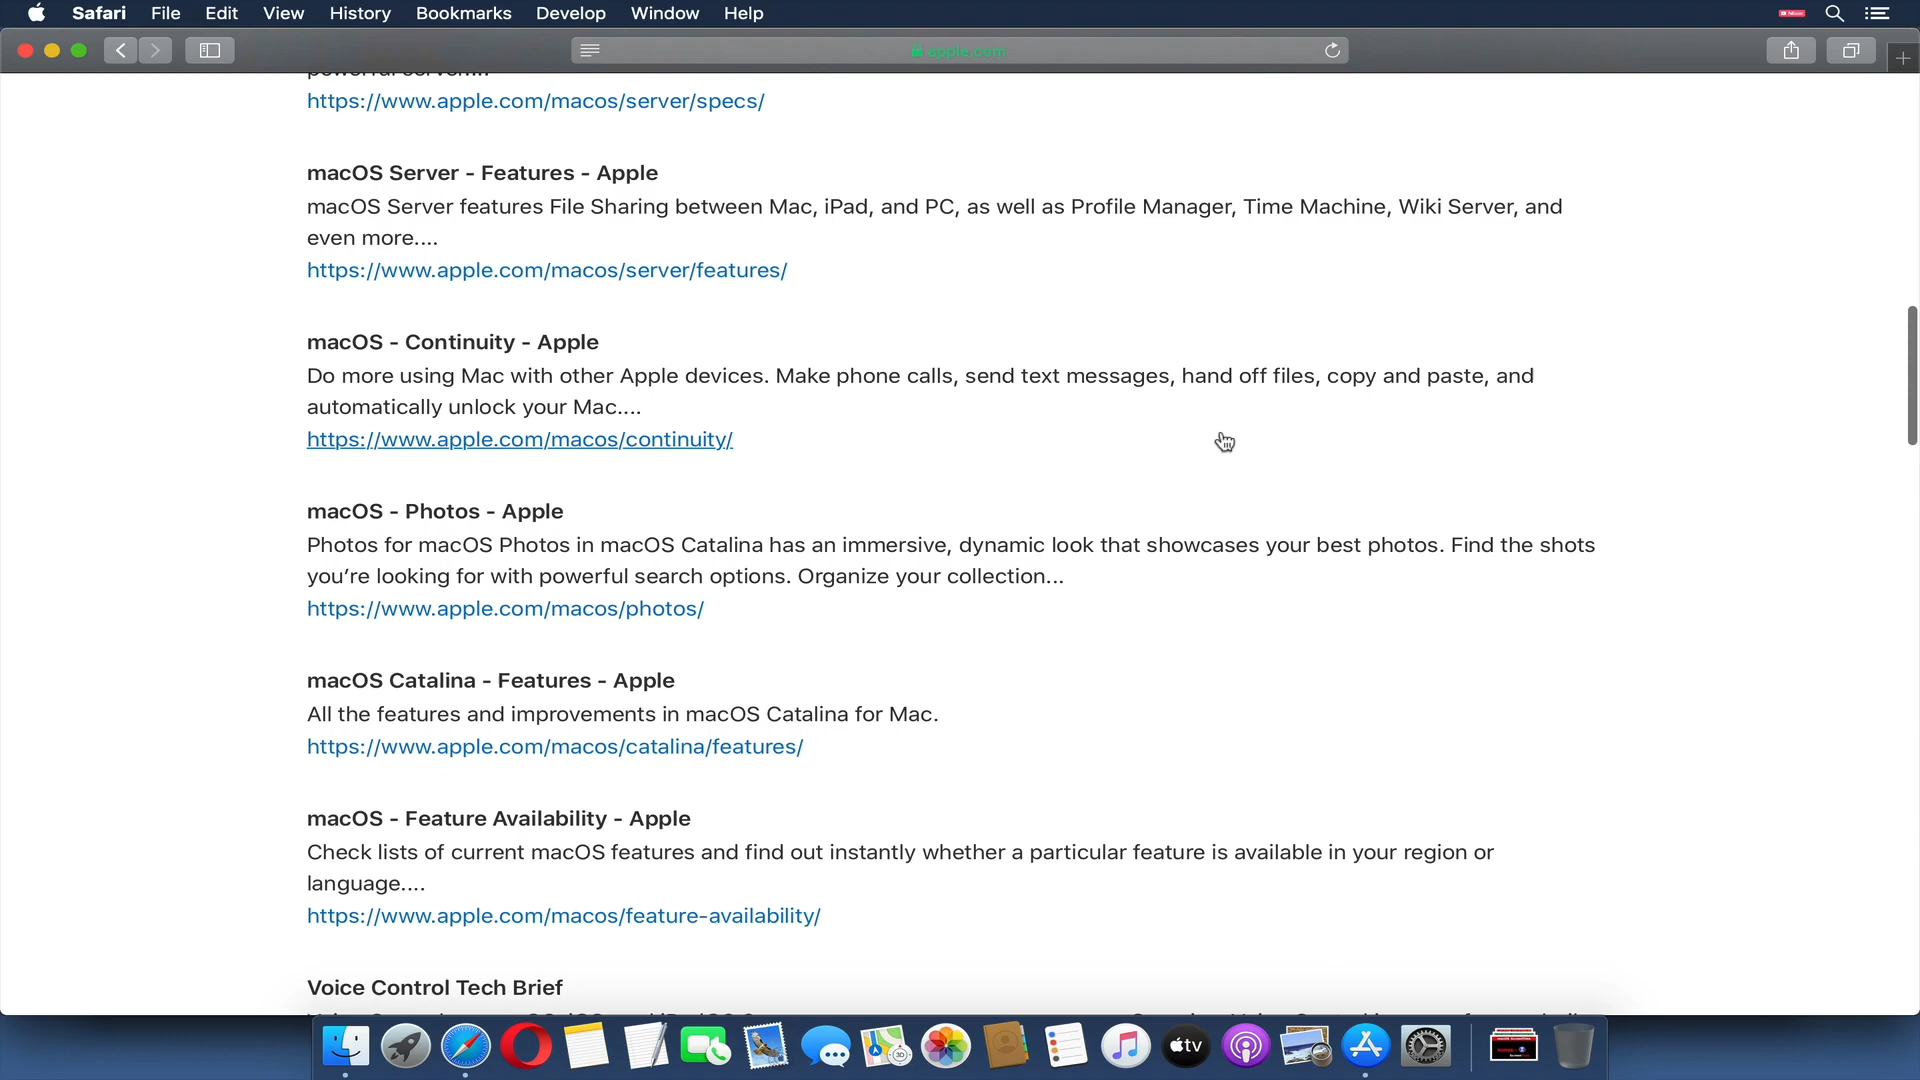 Safari File Edit View History Bookmarks Develop Window Help
apple.com
https://www.apple.com/macos/server/specs/
macOS Server - Features - Apple
macOS Server features File Sharing between Mac, iPad, and PC, as well as Profile Manager, Time Machine, Wiki Server, and
even more....
https://www.apple.com/macos/server/features/
macOS - Continuity - Apple
Do more using Mac with other Apple devices. Make phone calls, send text messages, hand off files, copy and paste, and
automatically unlock your Mac....
https://www.apple.com/macos/continuity/
macOS - Photos - Apple
Photos for macOS Photos in macOS Catalina has an immersive, dynamic look that showcases your best photos. Find the shots
you’re looking for with powerful search options. Organize your collection...
https://www.apple.com/macos/photos/
macOS Catalina - Features - Apple
All the features and improvements in macOS Catalina for Mac.
https://www.apple.com/macos/catalina/features/
macOS - Feature Availability - Apple
Check lists of current macOS features and find out instantly whether a particular feature is available in your region or
language....
https://www.apple.com/macos/feature-availability/
Voice Control Tech Brief
3D
tv